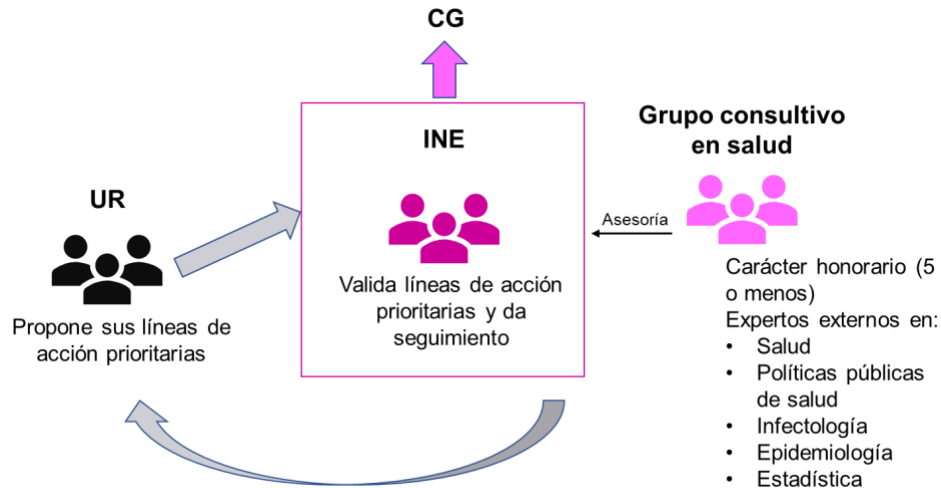 CG
INE
Valida líneas de acción
prioritarias y da
seguimiento
UR
Propone sus líneas de
acción prioritarias
Asesoría
Grupo consultivo
en salud
Carácter honorario (5
o menos)
Expertos externos en:
• Salud
• Políticas públicas
de salud
• Infectología
• Epidemiología
• Estadística